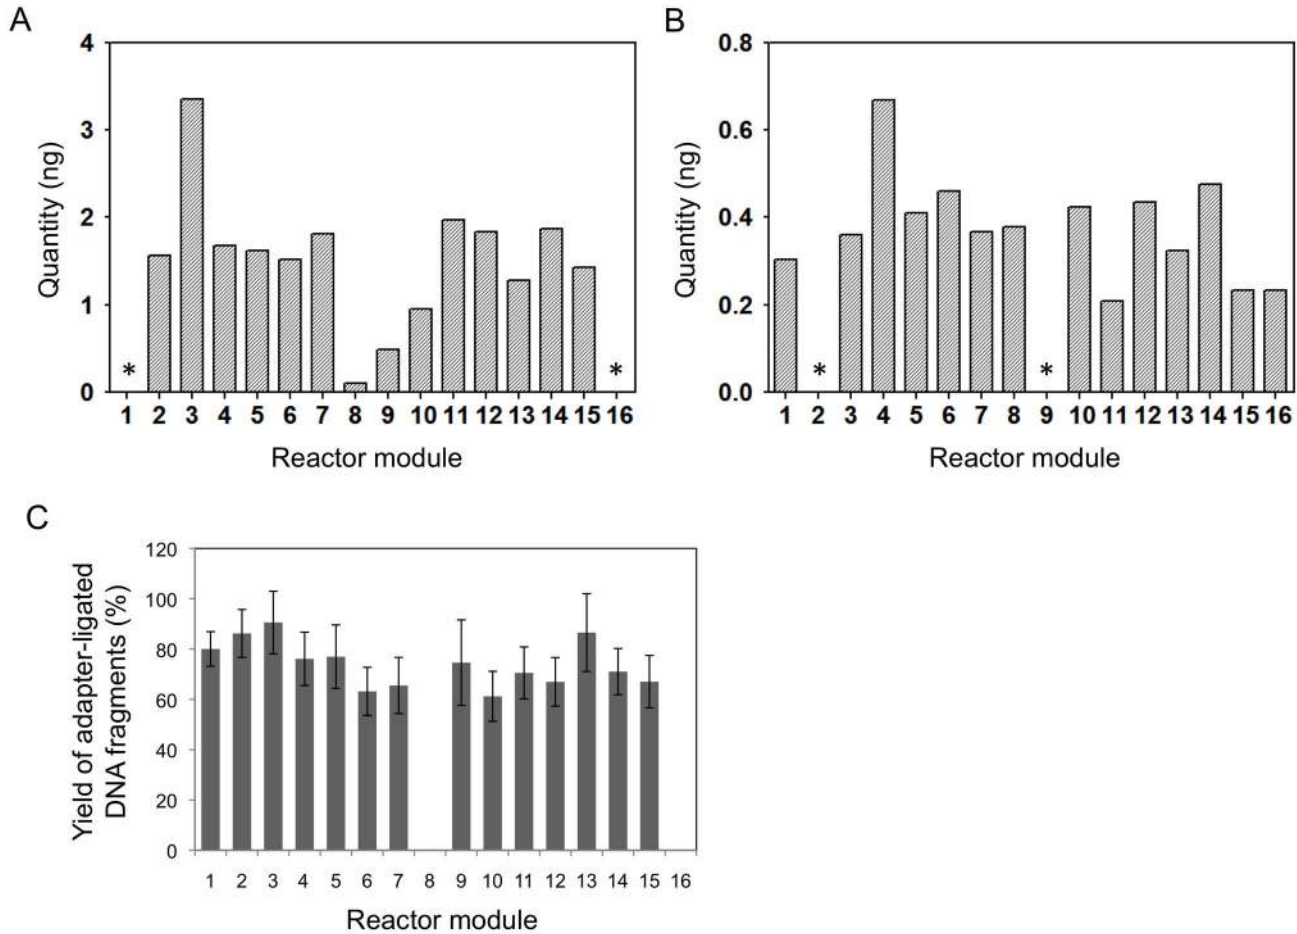 A
Quantity (ng)
4
3
2
1
0
*
*
1 2 3 4 5 6 7 8 9 10 11 12 13 14 15 16
Reactor module
B
Quantity (ng)
0.8
0.6
0.4
0.2
0.0
*
*
1 2 3 4 5 6 7 8 9 10 11 12 13 14 15 16
Reactor module
C
Yield of adapter-ligated
DNA fragments (%)
120
100
80
60
40
20
0
1 2 3 4 5 6 7 8 9 10 11 12 13 14 15 16
Reactor module